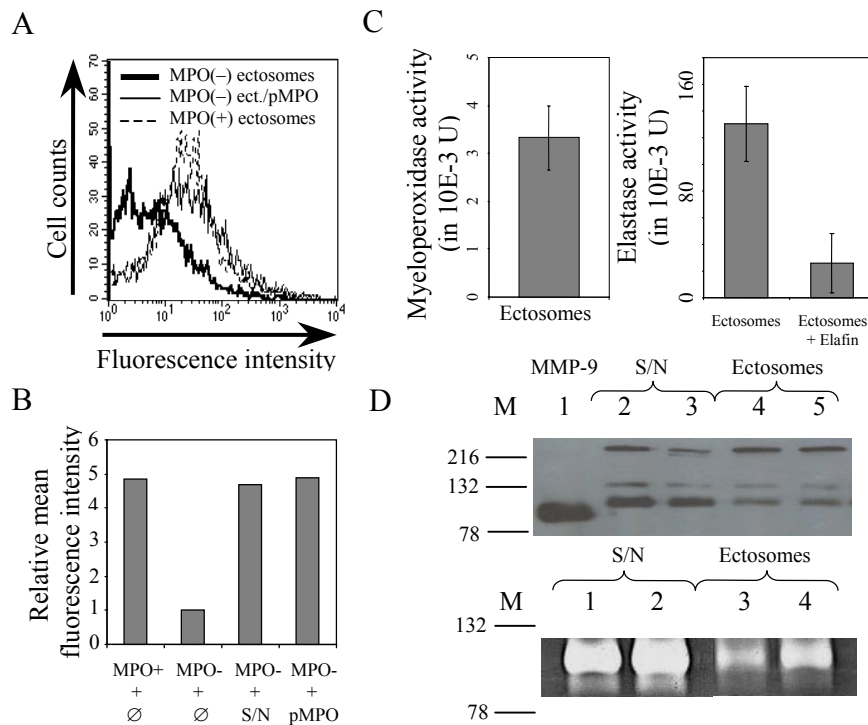 A
Cell counts
70
60
50
40
30
20
10
0
MPO(−) ectosomes
MPO(−) ect./pMPO
MPO(+) ectosomes
10^0 10^1 10^2 10^3 10^4
Fluorescence intensity
B
Relative mean
fluorescence intensity
6
5
4
3
2
1
0
MPO+ MPO- MPO- MPO-
+ + + +
∅ ∅ S/N pMPO
C
Myeloperoxidase activity
(in 10E-3 U)
5
4
3
2
1
0
Ectosomes
Elastase activity
(in 10E-3 U)
160
80
0
Ectosomes Ectosomes
+ Elafin
D
MMP-9 S/N Ectosomes
M 1 2 3 4 5
216
132
78
S/N Ectosomes
M 1 2 3 4
132
78